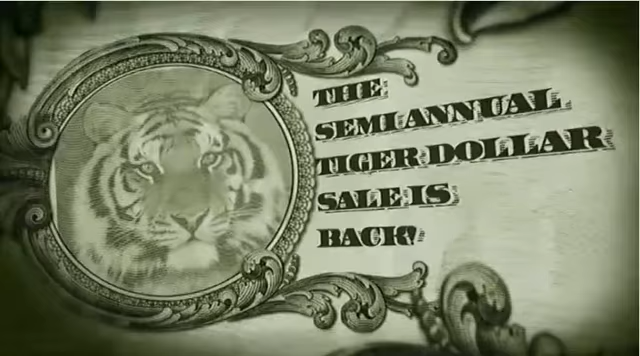 THE
SEMI ANNUAL
TIGER DOLLAR
SALE IS
BACK!